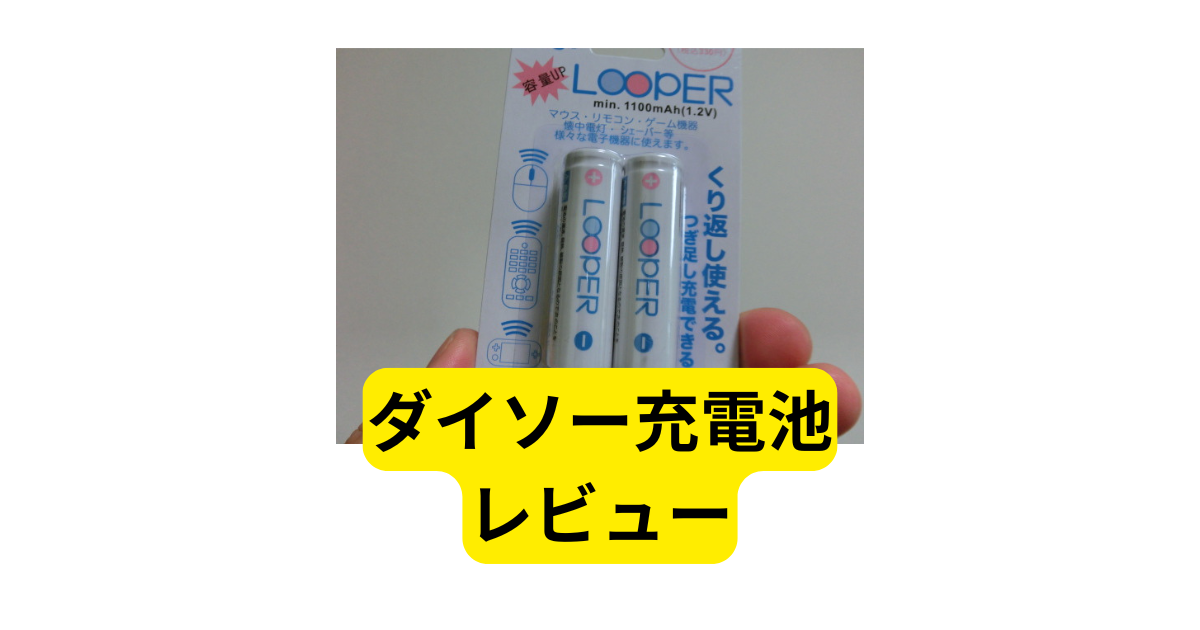 容量UP
LOOPER
min. 1100mAh(1.2V)
マウス・リモコン・ゲーム機器
懐中電灯・シェーバー等
様々な電子機器に使えます。
くり返し使える。
つぎ足し充電できる
LOOPER
LOOPER
ダイソー充電池
レビュー